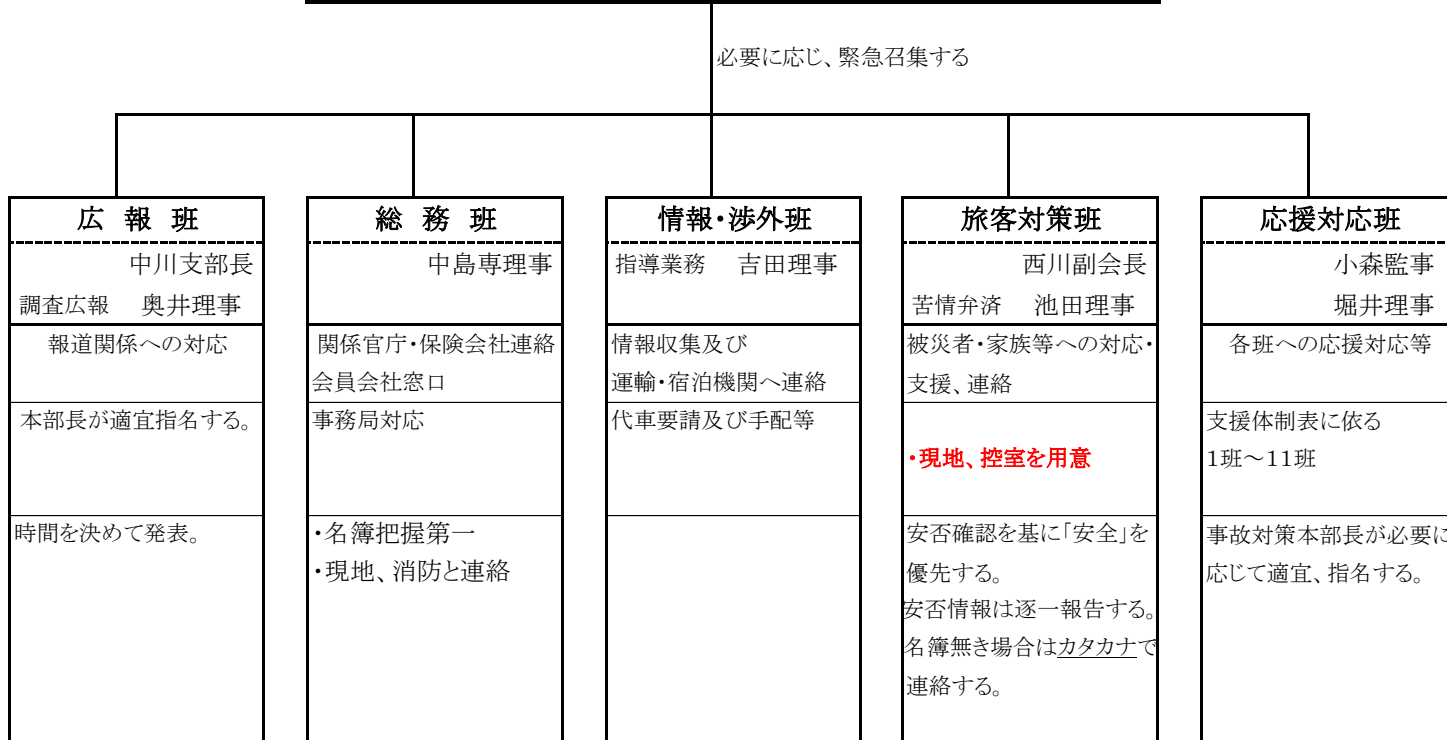 必要に応じ、緊急召集する
広 報 班
中川支部長
調査広報 奥井理事
報道関係への対応
本部長が適宜指名する。
時間を決めて発表。
総 務 班
中島専理事
関係官庁・保険会社連絡
会員会社窓口
事務局対応
・名簿把握第一
・現地、消防と連絡
情報・渉外班
指導業務 吉田理事
情報収集及び
運輸・宿泊機関へ連絡
代車要請及び手配等
旅客対策班
西川副会長
苦情弁済 池田理事
被災者・家族等への対応・
支援、連絡
・現地、控室を用意
安否確認を基に「安全」を
優先する。
安否情報は逐一報告する。
名簿無き場合はカタカナで
連絡する。
応援対応班
小森監事
堀井理事
各班への応援対応等
支援体制表に依る
1班～11班
事故対策本部長が必要に
応じて適宜、指名する。